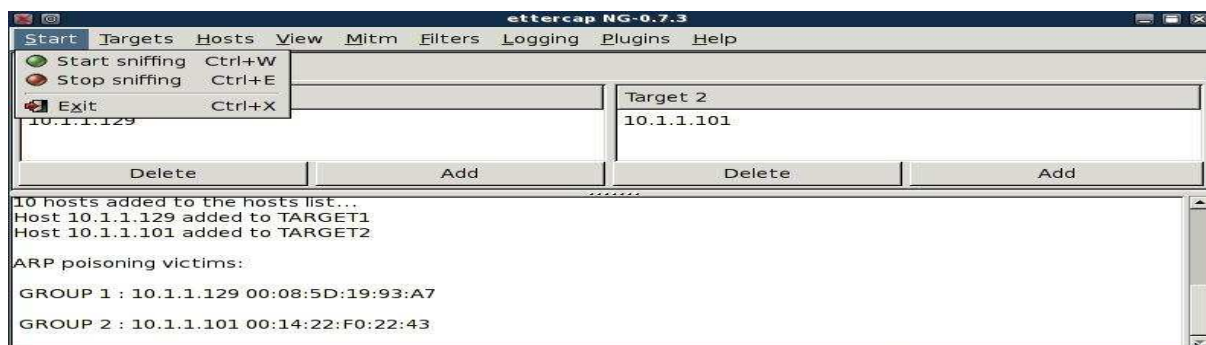 ettercap NG-0.7.3
Start Targets Hosts View Mitm Filters Logging Plugins Help
Start sniffing Ctrl+W
Stop sniffing Ctrl+E
Exit Ctrl+X
Target 2
10.1.1.129
10.1.1.101
Delete Add Delete Add
10 hosts added to the hosts list...
Host 10.1.1.129 added to TARGET1
Host 10.1.1.101 added to TARGET2
ARP poisoning victims:
GROUP 1 : 10.1.1.129 00:08:5D:19:93:A7
GROUP 2 : 10.1.1.101 00:14:22:F0:22:43